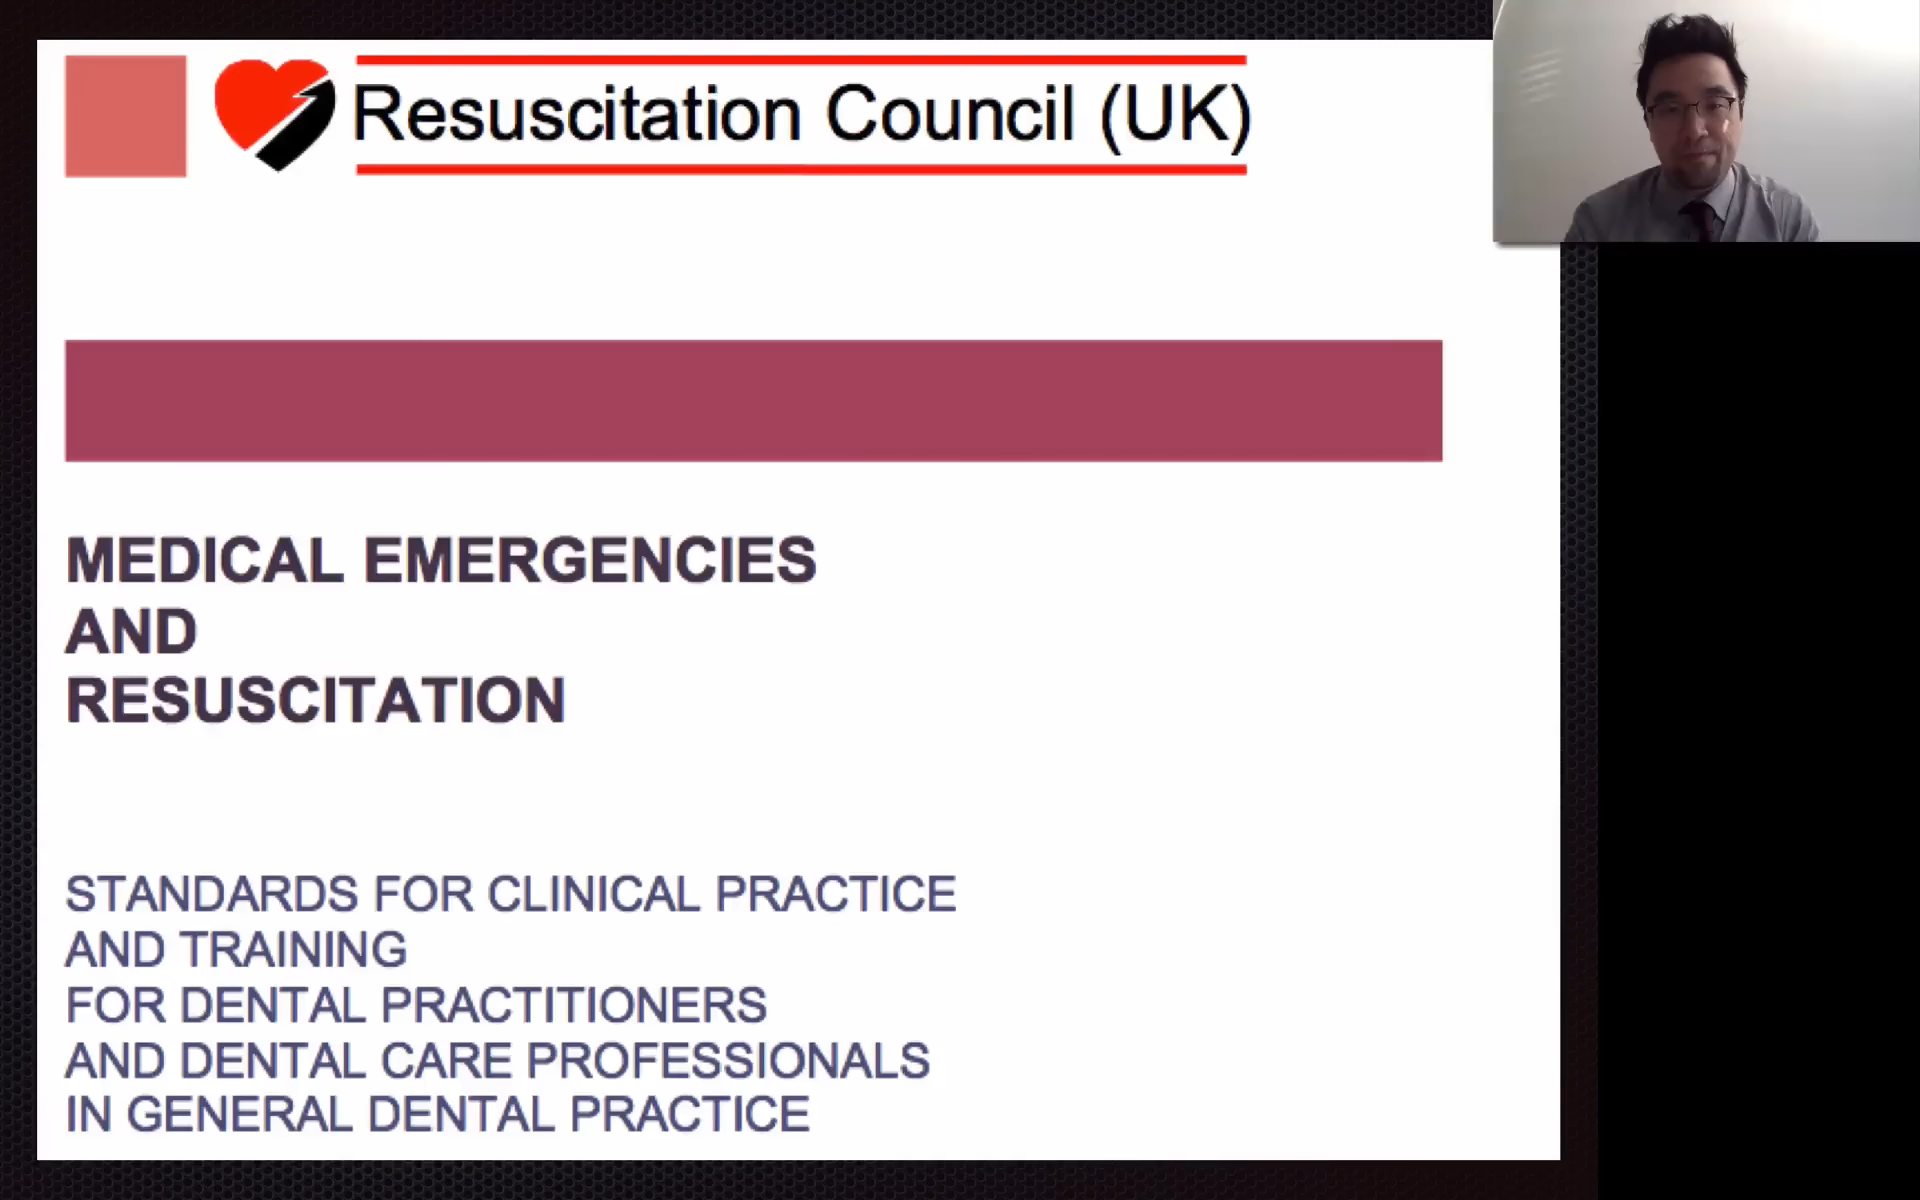 Resuscitation Council (UK)
MEDICAL EMERGENCIES
AND
RESUSCITATION
STANDARDS FOR CLINICAL PRACTICE
AND TRAINING
FOR DENTAL PRACTITIONERS
AND DENTAL CARE PROFESSIONALS
IN GENERAL DENTAL PRACTICE